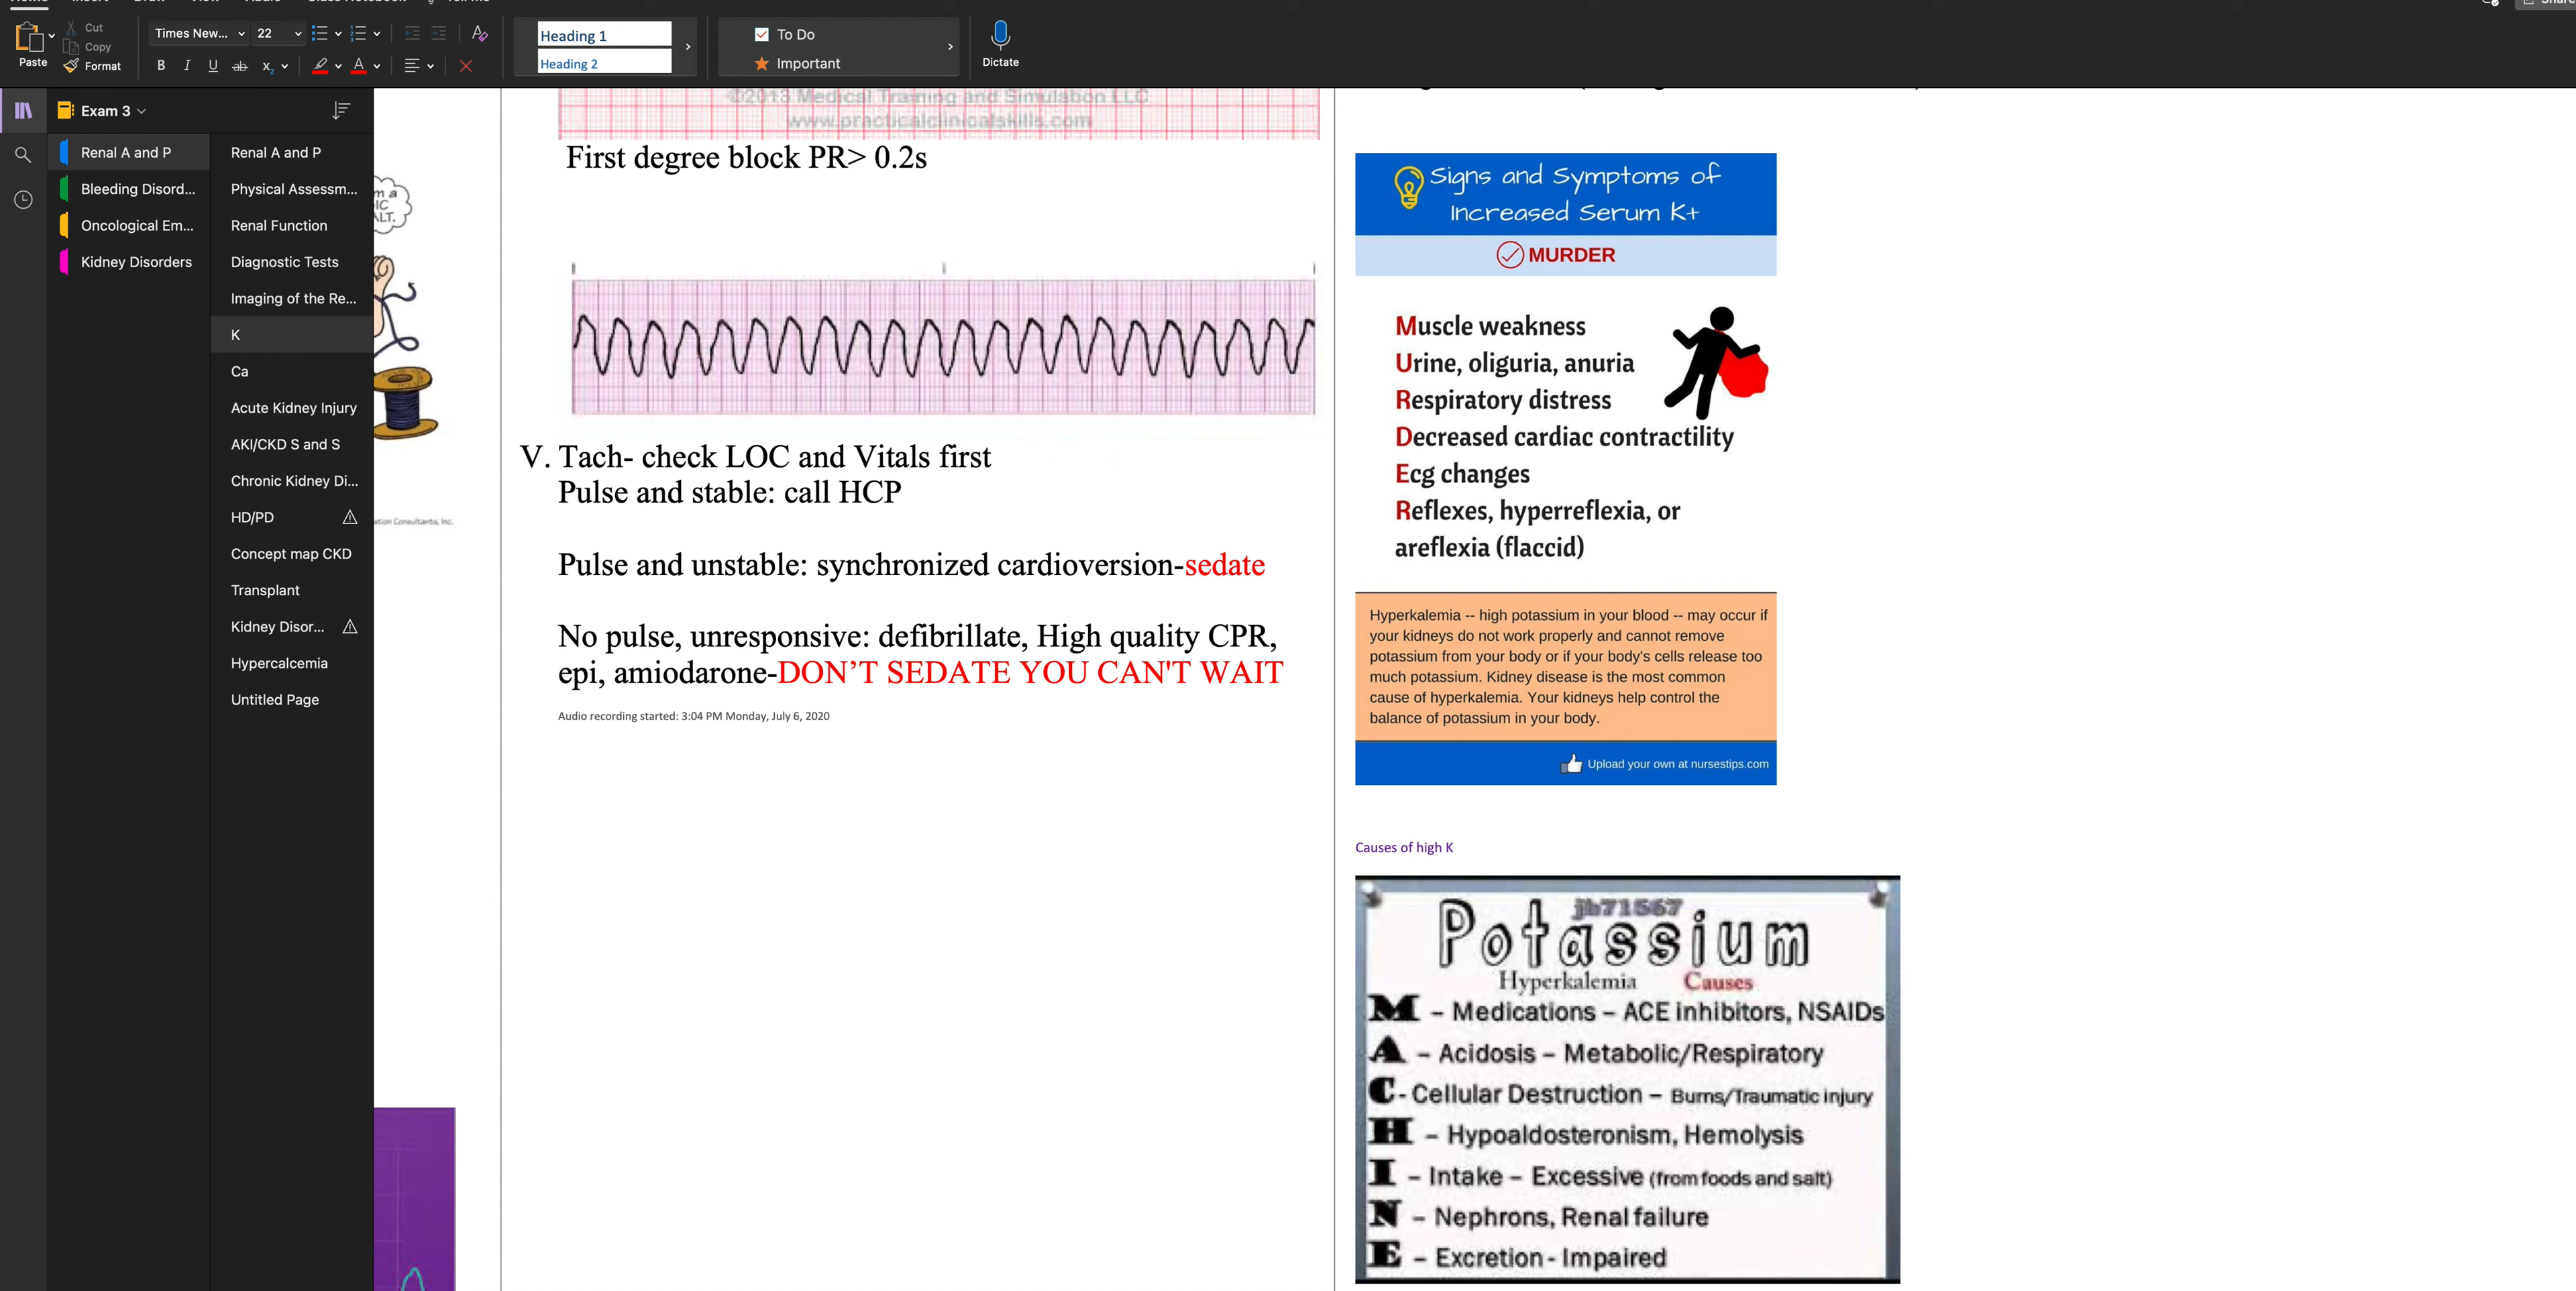 Cut
Copy
Paste
Format
Times New...
22
B I U ab x₂
A
Heading 1
Heading 2
To Do
Important
Dictate
Exam 3
Renal A and P
Bleeding Disord...
Oncological Em...
Kidney Disorders
Renal A and P
Physical Assessm...
Renal Function
Diagnostic Tests
Imaging of the Re...
K
Ca
Acute Kidney Injury
AKI/CKD S and S
Chronic Kidney Di...
HD/PD
Concept map CKD
Transplant
Kidney Disor...
Hypercalcemia
Untitled Page
ation Consultants, Inc.
©2013 Medical Training and Simulation LLC
www.practicalclinicalskills.com
First degree block PR> 0.2s
V. Tach- check LOC and Vitals first
Pulse and stable: call HCP
Pulse and unstable: synchronized cardioversion-sedate
No pulse, unresponsive: defibrillate, High quality CPR,
epi, amiodarone-DON’T SEDATE YOU CAN'T WAIT
Audio recording started: 3:04 PM Monday, July 6, 2020
Signs and Symptoms of
Increased Serum K+
MURDER
Muscle weakness
Urine, oliguria, anuria
Respiratory distress
Decreased cardiac contractility
Ecg changes
Reflexes, hyperreflexia, or
areflexia (flaccid)
Hyperkalemia -- high potassium in your blood -- may occur if
your kidneys do not work properly and cannot remove
potassium from your body or if your body's cells release too
much potassium. Kidney disease is the most common
cause of hyperkalemia. Your kidneys help control the
balance of potassium in your body.
Upload your own at nursestips.com
Causes of high K
jb71567
Potassium
Hyperkalemia Causes
M - Medications - ACE inhibitors, NSAIDs
A - Acidosis - Metabolic/Respiratory
C- Cellular Destruction - Burns/Traumatic injury
H - Hypoaldosteronism, Hemolysis
I - Intake - Excessive (from foods and salt)
N - Nephrons, Renal failure
E - Excretion - Impaired